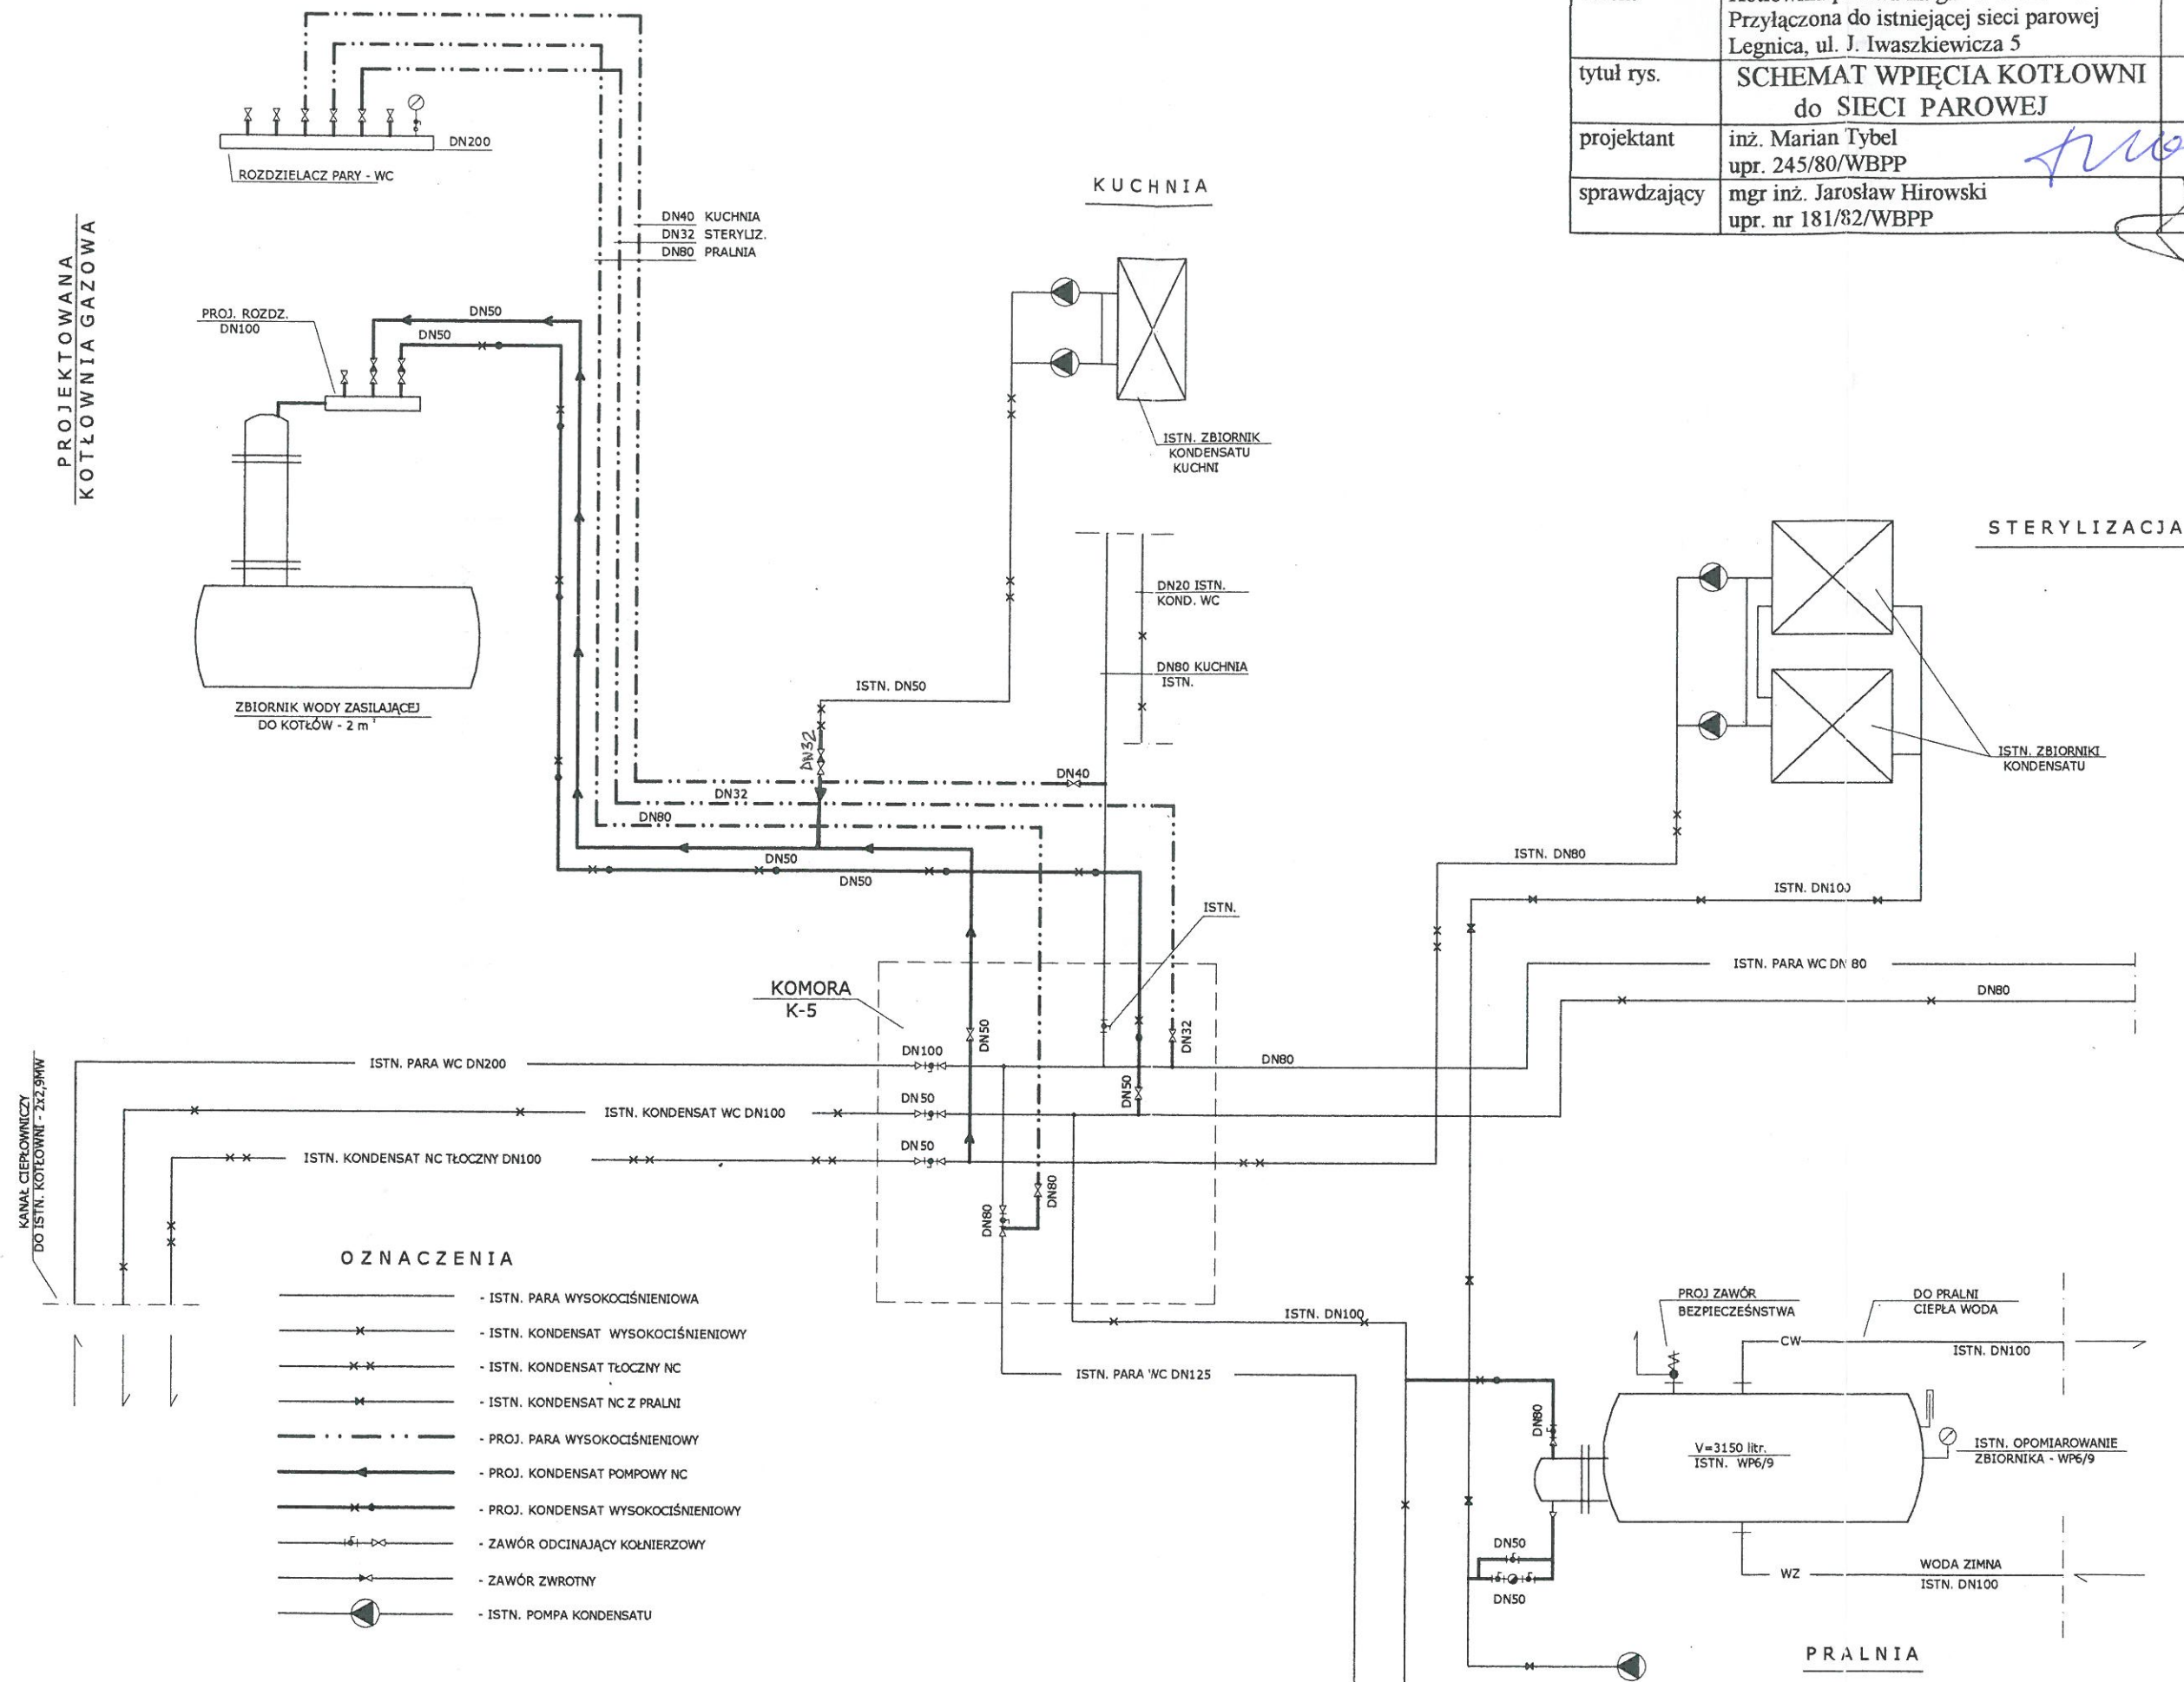 Przyłączona do istniejącej sieci parowej
Legnica, ul. J. Iwaszkiewicza 5
tytuł rys.
SCHEMAT WPIĘCIA KOTŁOWNI
do SIECI PAROWEJ
projektant
inż. Marian Tybel
upr. 245/80/WBPP
sprawdzający
mgr inż. Jarosław Hirowski
upr. nr 181/82/WBPP
PROJEKTOWANA
KOTŁOWNIA GAZOWA
DN200
ROZDZIELACZ PARY - WC
DN40 KUCHNIA
DN32 STERYLIZ.
DN80 PRALNIA
PROJ. ROZDZ.
DN100
DN50
DN50
ZBIORNIK WODY ZASILAJĄCEJ
DO KOTŁÓW - 2 m³
KUCHNIA
ISTN. ZBIORNIK
KONDENSATU
KUCHNI
DN20 ISTN.
KOND. WC
DN80 KUCHNIA
ISTN.
ISTN. DN50
DN32
DN40
DN32
DN80
DN50
DN50
STERYLIZACJA
ISTN. ZBIORNIKI
KONDENSATU
ISTN. DN80
ISTN. DN100
ISTN. PARA WC DN 80
DN80
ISTN.
KOMORA
K-5
DN100
DN50
DN50
DN50
DN50
DN32
DN80
DN80
DN80
ISTN. PARA WC DN200
ISTN. KONDENSAT WC DN100
ISTN. KONDENSAT NC TŁOCZNY DN100
KANAŁ CIEPŁOWNICZY
DO ISTN. KOTŁOWNI - 2x2,9MW
ISTN. DN100
ISTN. PARA WC DN125
OZNACZENIA
- ISTN. PARA WYSOKOCIŚNIENIOWA
- ISTN. KONDENSAT WYSOKOCIŚNIENIOWY
- ISTN. KONDENSAT TŁOCZNY NC
- ISTN. KONDENSAT NC Z PRALNI
- PROJ. PARA WYSOKOCIŚNIENIOWY
- PROJ. KONDENSAT POMPOWY NC
- PROJ. KONDENSAT WYSOKOCIŚNIENIOWY
- ZAWÓR ODCINAJĄCY KOŁNIERZOWY
- ZAWÓR ZWROTNY
- ISTN. POMPA KONDENSATU
PROJ ZAWÓR
BEZPIECZEŚNSTWA
DO PRALNI
CIEPŁA WODA
CW
ISTN. DN100
DN80
V=3150 litr.
ISTN. WP6/9
ISTN. OPOMIAROWANIE
ZBIORNIKA - WP6/9
DN50
DN50
WZ
WODA ZIMNA
ISTN. DN100
PRALNIA